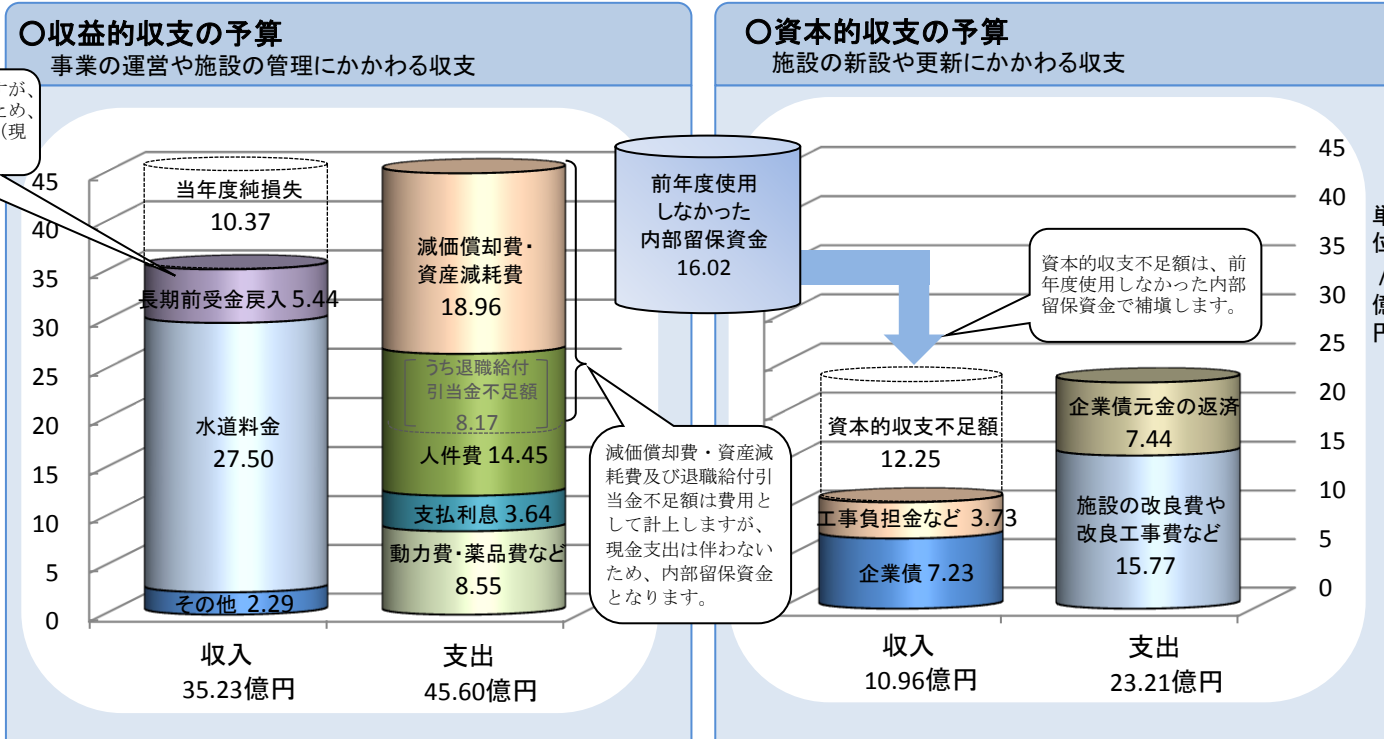 〇収益的収支の予算
事業の運営や施設の管理にかかわる収支
すが、
ため、
（現
45
40
35
30
25
20
15
10
5
0
当年度純損失
10.37
長期前受金戻入 5.44
水道料金
27.50
その他 2.29
収入
35.23億円
減価償却費・
資産減耗費
18.96
うち退職給付
引当金不足額
8.17
人件費 14.45
支払利息 3.64
動力費・薬品費など
8.55
支出
45.60億円
減価償却費・資産減
耗費及び退職給付引
当金不足額は費用と
して計上しますが、
現金支出は伴わない
ため、内部留保資金
となります。
前年度使用
しなかった
内部留保資金
16.02
〇資本的収支の予算
施設の新設や更新にかかわる収支
資本的収支不足額は、前
年度使用しなかった内部
留保資金で補塡します。
資本的収支不足額
12.25
工事負担金など 3.73
企業債 7.23
収入
10.96億円
企業債元金の返済
7.44
施設の改良費や
改良工事費など
15.77
支出
23.21億円
45
40
35
30
25
20
15
10
5
0